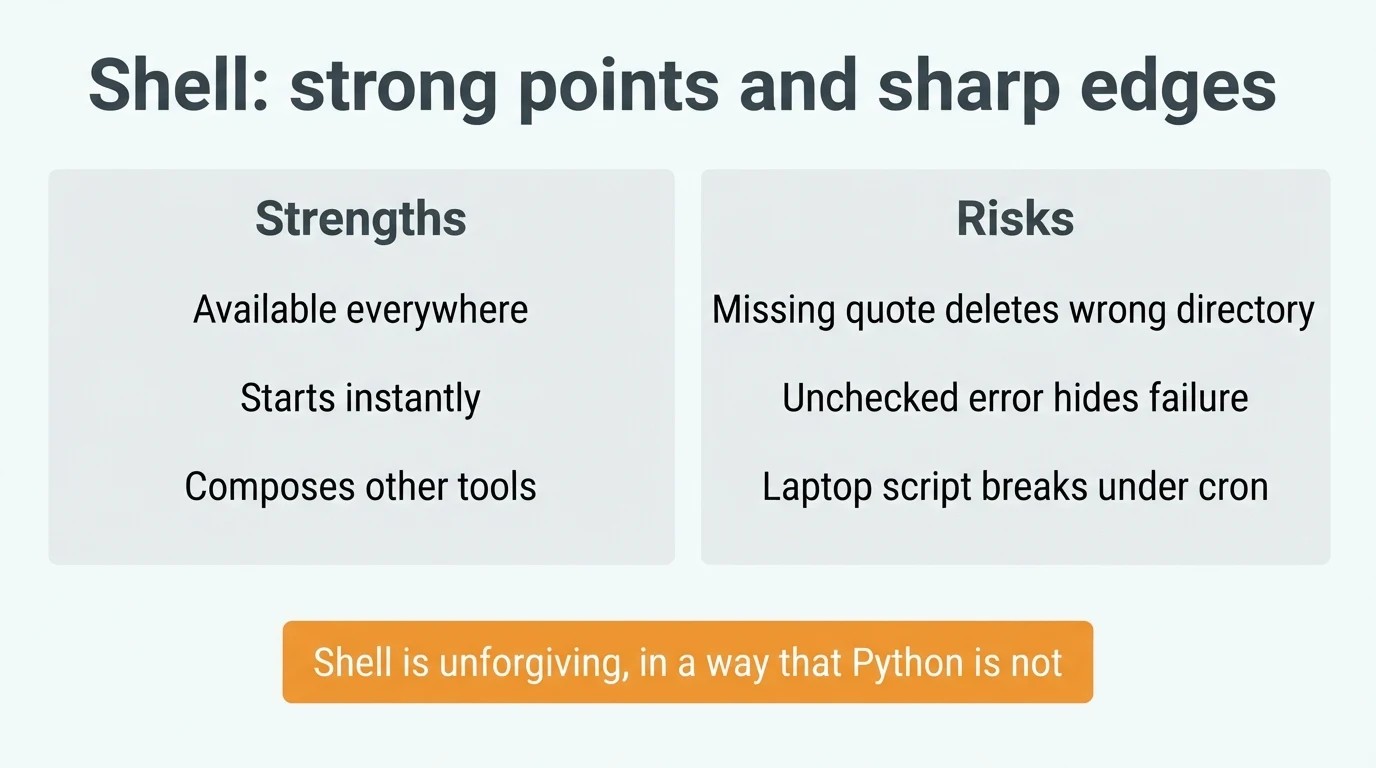 Shell: strong points and sharp edges
Strengths
Available everywhere
Starts instantly
Composes other tools
Risks
Missing quote deletes wrong directory
Unchecked error hides failure
Laptop script breaks under cron
Shell is unforgiving, in a way that Python is not